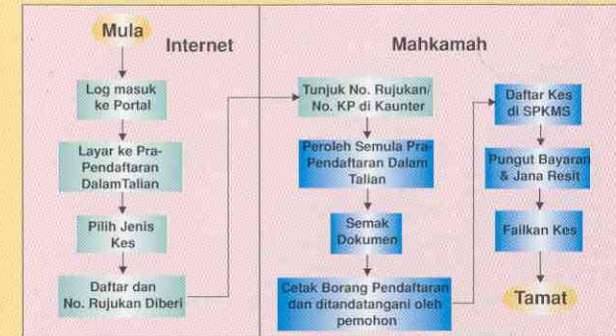 Mula
Internet
Log masuk
ke Portal
Layar ke Pra-
Pendaftaran
DalamTalian
Pilih Jenis
Kes
Daftar dan
No. Rujukan Diberi
Mahkamah
Tunjuk No. Rujukan/
No. KP di Kaunter
Peroleh Semula Pra-
Pendaftaran Dalam
Talian
Semak
Dokumen
Cetak Borang Pendaftaran
dan ditandatangani oleh
pemohon
Daftar Kes
di SPKMS
Pungut Bayaran
& Jana Resit
Failkan Kes
Tamat